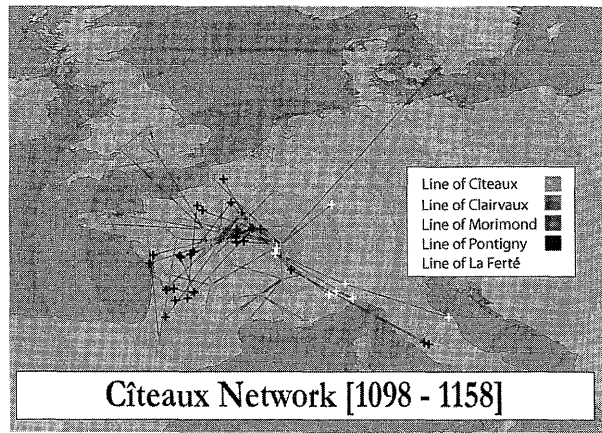 Line of Cîteaux
Line of Clairvaux
Line of Morimond
Line of Pontigny
Line of La Ferté
Cîteaux Network [1098 - 1158]